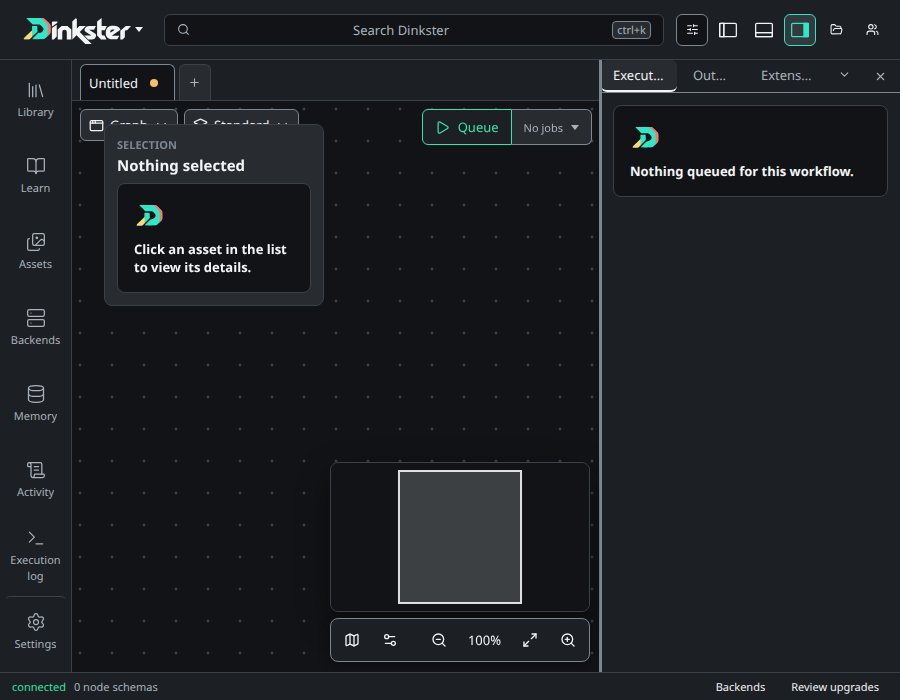 Dinkster
Search Dinkster
ctrl+k
Library
Learn
Assets
Backends
Memory
Activity
Execution
log
Settings
Untitled
+
Queue
No jobs
SELECTION
Nothing selected
Click an asset in the list
to view its details.
100%
Execut...
Out...
Extens...
Nothing queued for this workflow.
connected
0 node schemas
Backends
Review upgrades